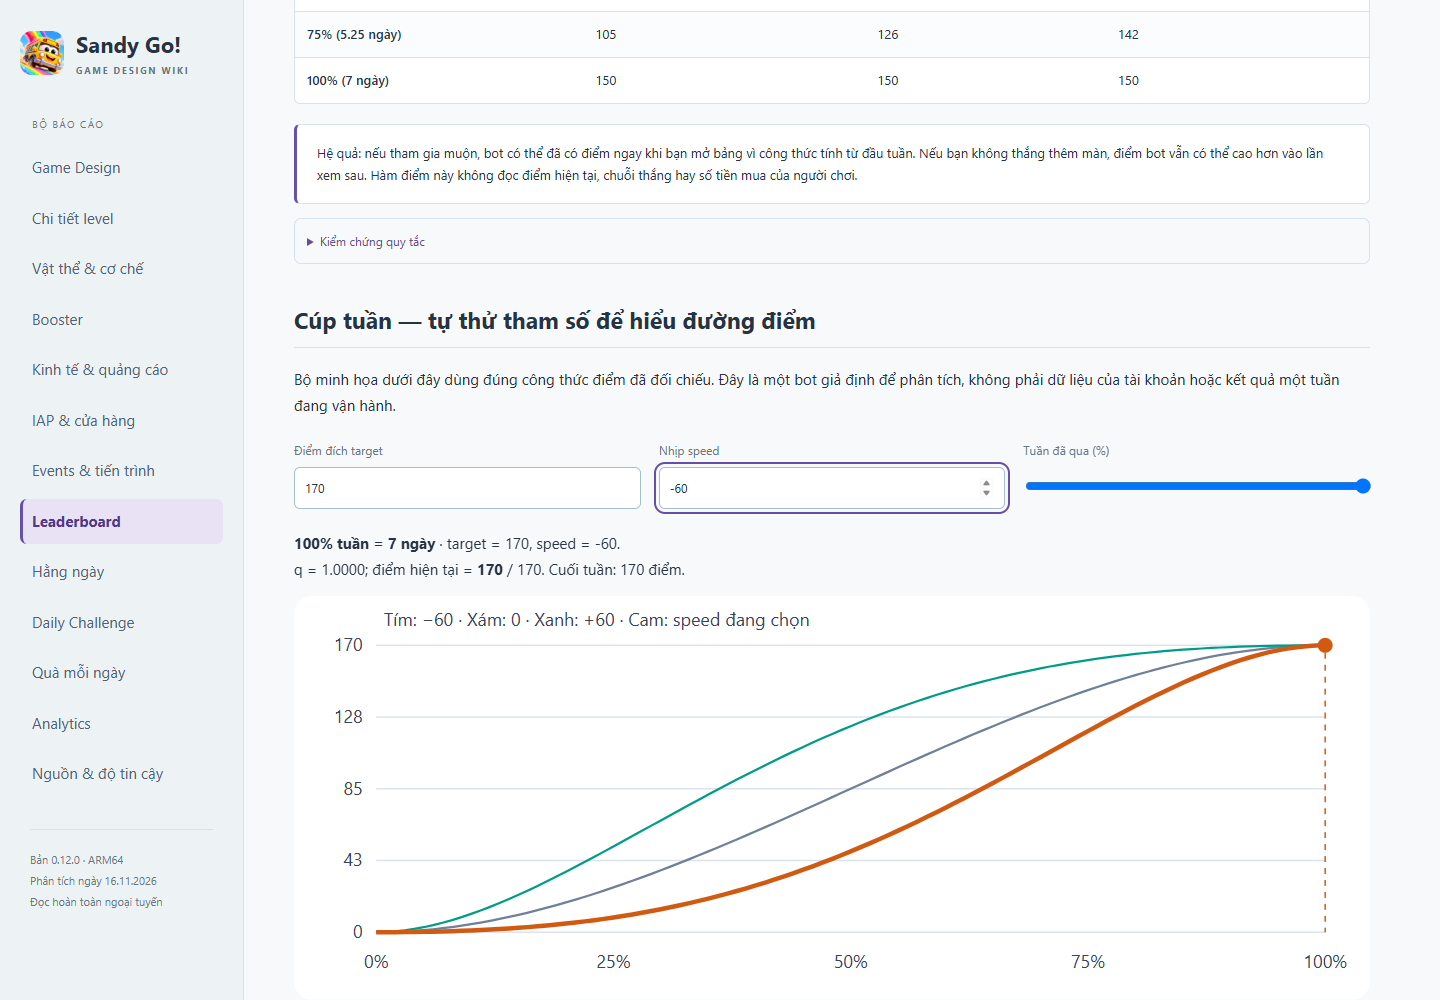 Sandy Go!
GAME DESIGN WIKI
BỘ BÁO CÁO
Game Design
Chi tiết level
Vật thể & cơ chế
Booster
Kinh tế & quảng cáo
IAP & cửa hàng
Events & tiến trình
Leaderboard
Hằng ngày
Daily Challenge
Quà mỗi ngày
Analytics
Nguồn & độ tin cậy
Bản 0.12.0 · ARM64
Phân tích ngày 16.11.2026
Đọc hoàn toàn ngoại tuyến
75% (5.25 ngày) 105 126 142
100% (7 ngày) 150 150 150
Hệ quả: nếu tham gia muộn, bot có thể đã có điểm ngay khi bạn mở bảng vì công thức tính từ đầu tuần. Nếu bạn không thắng thêm màn, điểm bot vẫn có thể cao hơn vào lần
xem sau. Hàm điểm này không đọc điểm hiện tại, chuỗi thắng hay số tiền mua của người chơi.
▶ Kiểm chứng quy tắc
Cúp tuần — tự thử tham số để hiểu đường điểm
Bộ minh họa dưới đây dùng đúng công thức điểm đã đối chiếu. Đây là một bot giả định để phân tích, không phải dữ liệu của tài khoản hoặc kết quả một tuần
đang vận hành.
Điểm đích target Nhịp speed Tuần đã qua (%)
170 -60
100% tuần = 7 ngày · target = 170, speed = -60.
q = 1.0000; điểm hiện tại = 170 / 170. Cuối tuần: 170 điểm.
Tím: −60 · Xám: 0 · Xanh: +60 · Cam: speed đang chọn
170
128
85
43
0
0% 25% 50% 75% 100%